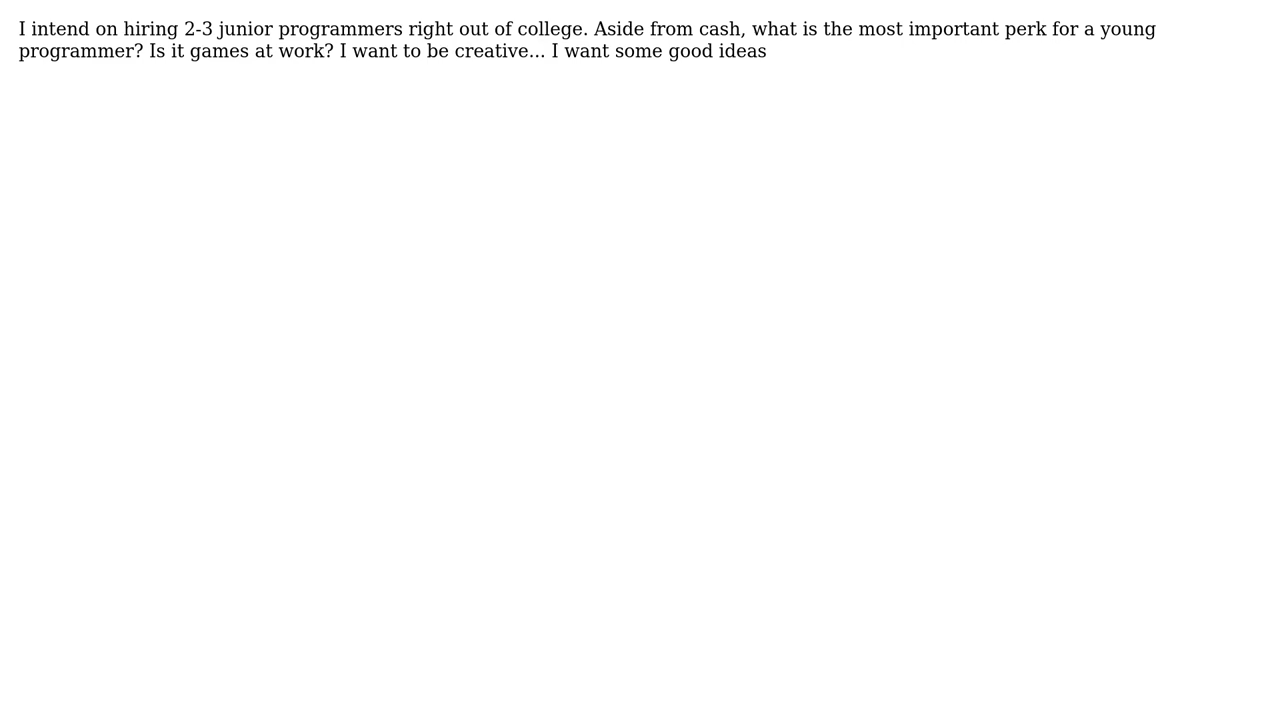 I intend on hiring 2-3 junior programmers right out of college. Aside from cash, what is the most important perk for a young
programmer? Is it games at work? I want to be creative... I want some good ideas